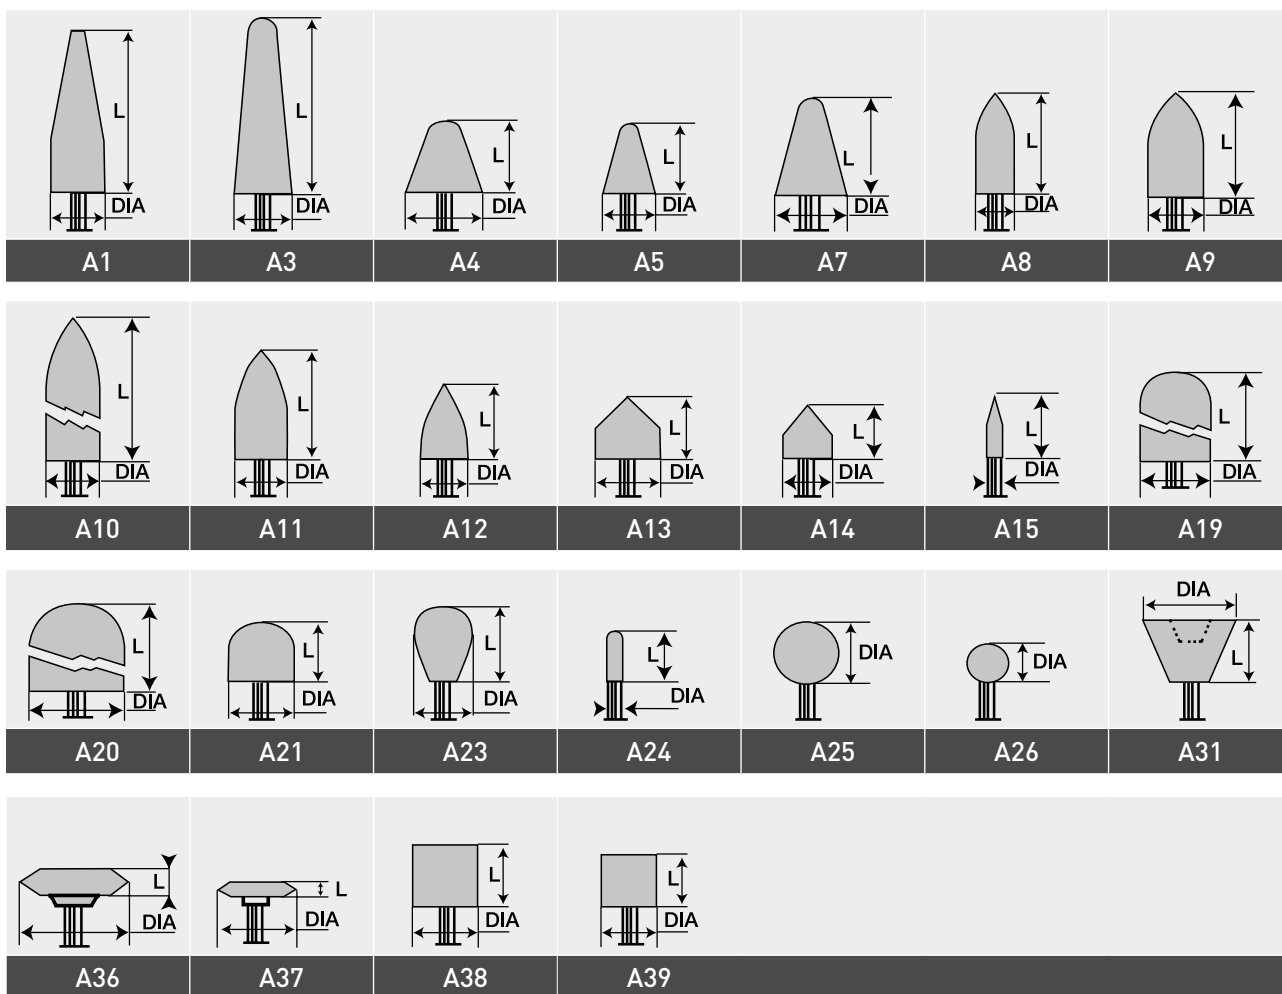 L L L L L L L
DIA DIA DIA DIA DIA DIA DIA
A1 A3 A4 A5 A7 A8 A9
L L L L L L L
DIA DIA DIA DIA DIA DIA DIA
A10 A11 A12 A13 A14 A15 A19
DIA
L L L L DIA DIA L
DIA DIA DIA DIA
A20 A21 A23 A24 A25 A26 A31
L L L L
DIA DIA DIA DIA
A36 A37 A38 A39